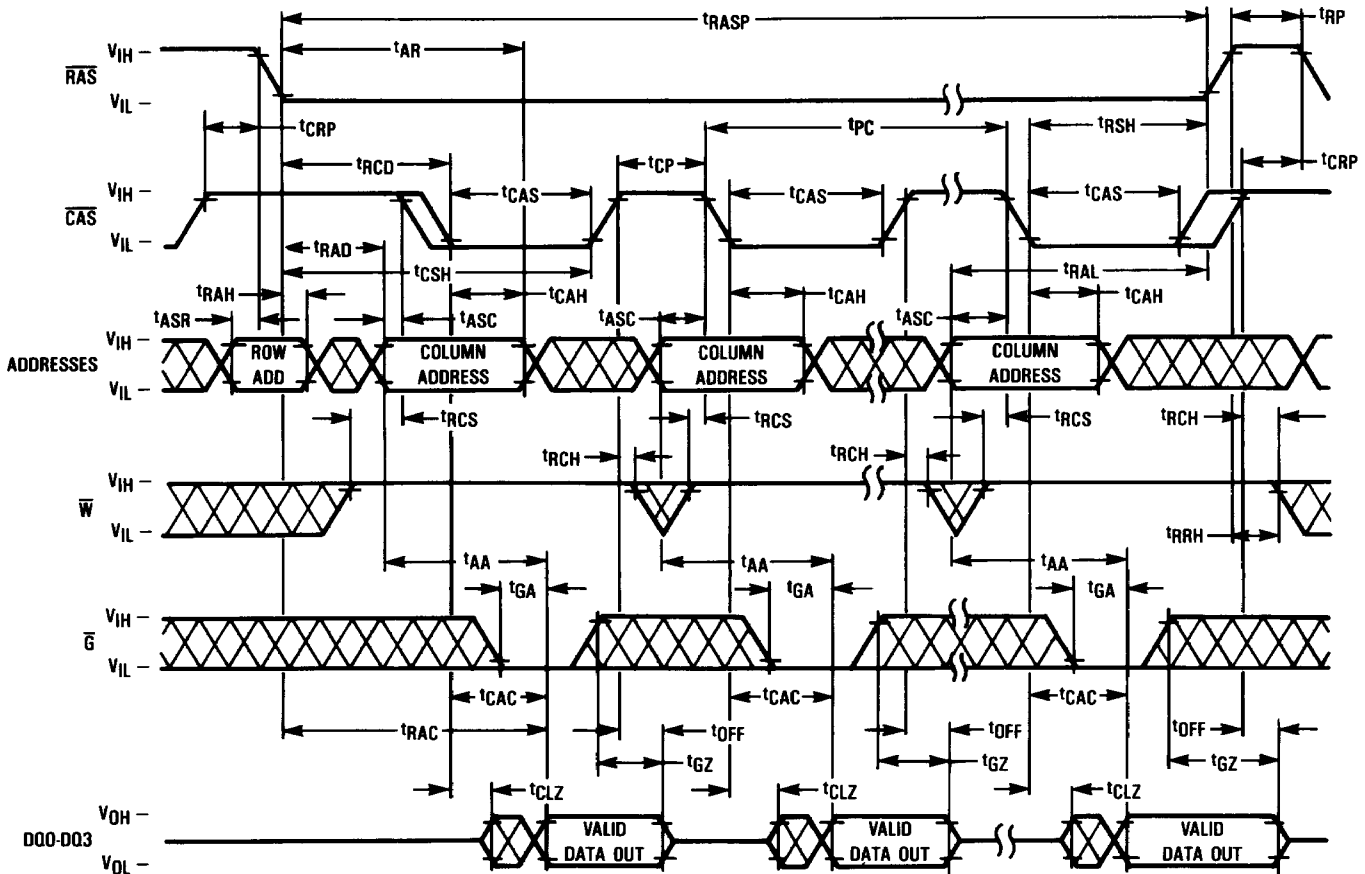 tRASP
tRP
tAR
VIH
RAS
VIL
tCRP
tPC
tRSH
tRCD
tCP
tCRP
VIH
tCAS
tCAS
tCAS
CAS
VIL
tRAD
tCSH
tRAL
tRAH
tCAH
tCAH
tCAH
tASR
tASC
tASC
tASC
VIH
ROW ADD
COLUMN ADDRESS
COLUMN ADDRESS
COLUMN ADDRESS
ADDRESSES
VIL
tRCS
tRCS
tRCS
tRCH
tRCH
tRCH
VIH
W
VIL
tRRH
tAA
tAA
tAA
tGA
tGA
tGA
VIH
G
VIL
tCAC
tCAC
tCAC
tRAC
tOFF
tOFF
tOFF
tGZ
tGZ
tGZ
tCLZ
tCLZ
tCLZ
VOH
VALID DATA OUT
VALID DATA OUT
VALID DATA OUT
DQ0-DQ3
VOL